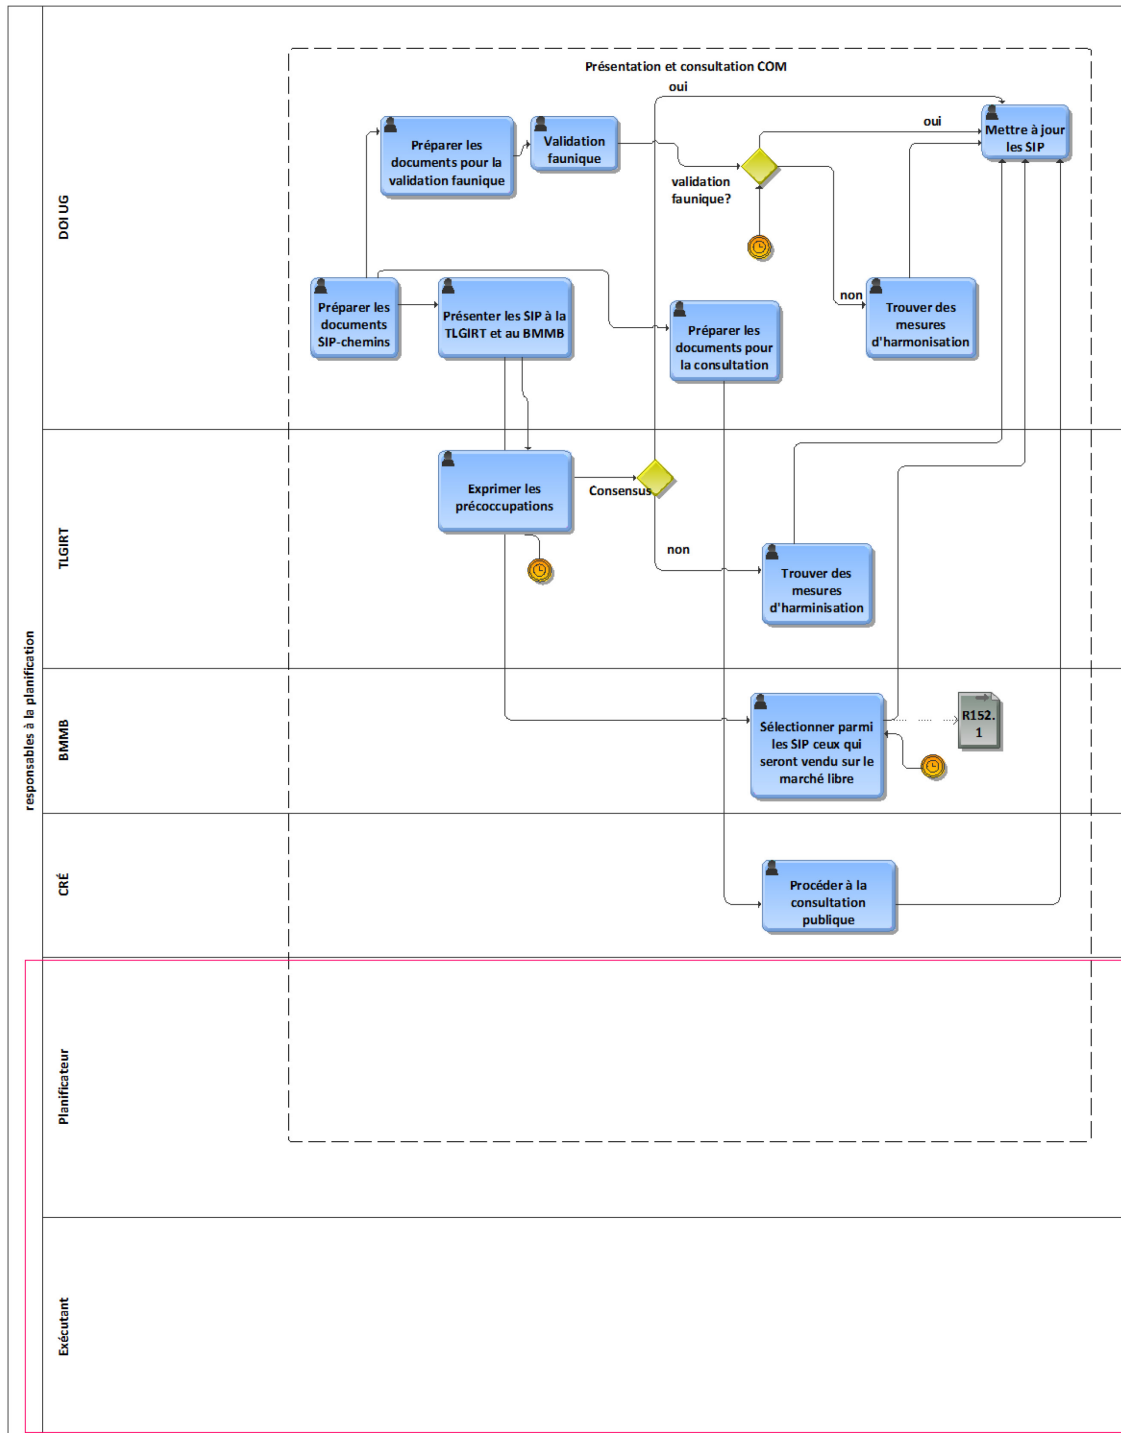 Présentation et consultation COM
oui
Préparer les
documents pour la
validation faunique
Validation
faunique
validation
faunique?
oui
Mettre à jour
les SIP
DOI UG
Préparer les
documents
SIP-chemins
Présenter les SIP à la
TLGIRT et au BMMB
Préparer les
documents pour
la consultation
non
Trouver des
mesures
d'harmonisation
TLGIRT
Exprimer les
précoccupations
Consensus
non
Trouver des
mesures
d'harminisation
responsables à la planification
BMMB
Sélectionner parmi
les SIP ceux qui
seront vendu sur le
marché libre
R152.
1
CRÉ
Procéder à la
consultation
publique
Planificateur
Exécutant